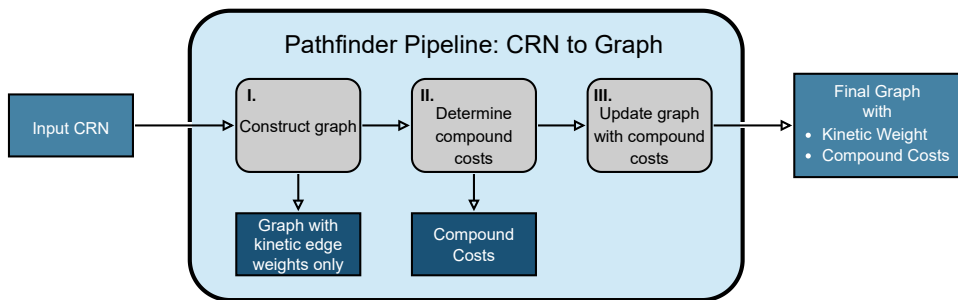 Pathfinder Pipeline: CRN to Graph
Input CRN
I.
Construct graph
II.
Determine
compound
costs
III.
Update graph
with compound
costs
Final Graph
with
• Kinetic Weight
• Compound Costs
Graph with
kinetic edge
weights only
Compound
Costs